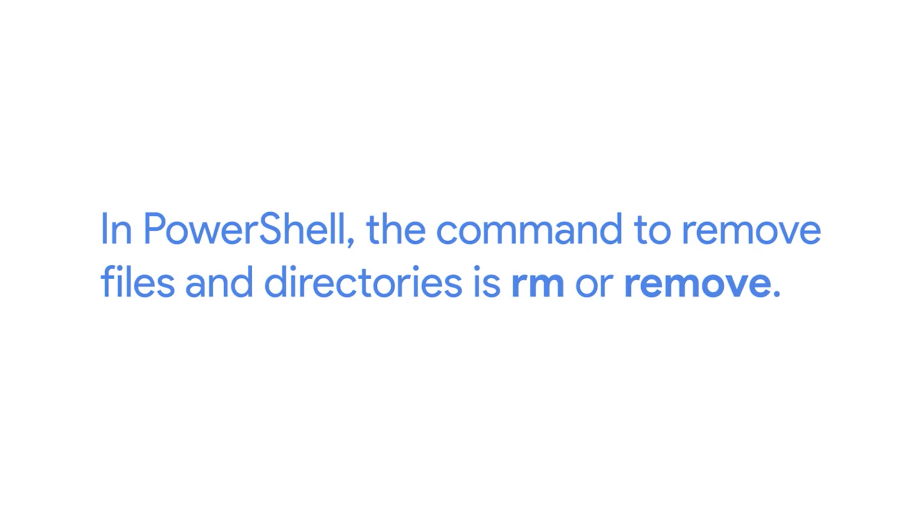 In PowerShell, the command to remove
files and directories is rm or remove.